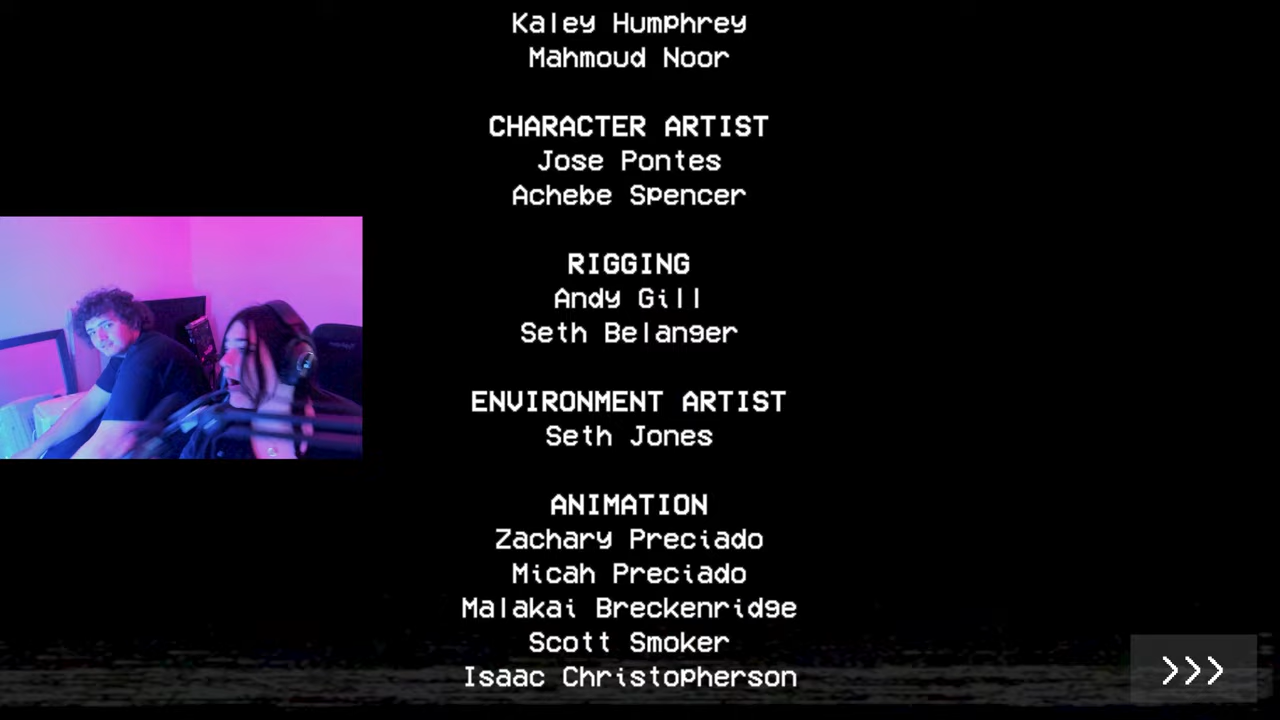 Kaley Humphrey
Mahmoud Noor
CHARACTER ARTIST
Jose Pontes
Achebe Spencer
RIGGING
Andy Gill
Seth Belanger
ENVIRONMENT ARTIST
Seth Jones
ANIMATION
Zachary Preciado
Micah Preciado
Malakai Breckenridge
Scott Smoker
Isaac Christopherson
>>>